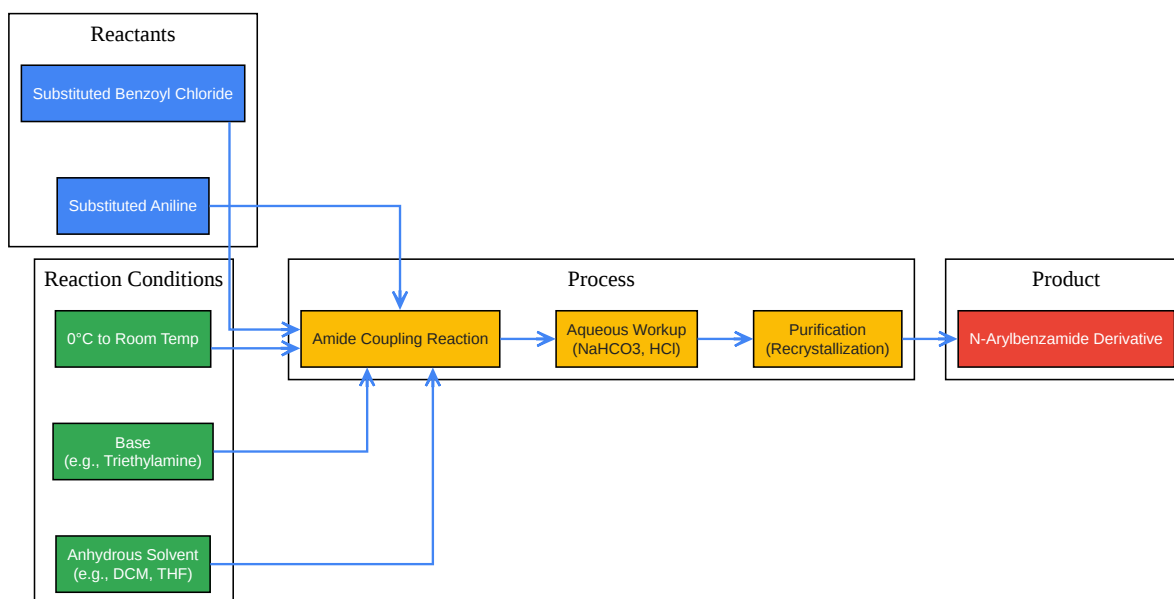 Reactants
Substituted Benzoyl Chloride
Substituted Aniline
Reaction Conditions
0°C to Room Temp
Base
(e.g., Triethylamine)
Anhydrous Solvent
(e.g., DCM, THF)
Process
Amide Coupling Reaction
Aqueous Workup
(NaHCO3, HCl)
Purification
(Recrystallization)
Product
N-Arylbenzamide Derivative